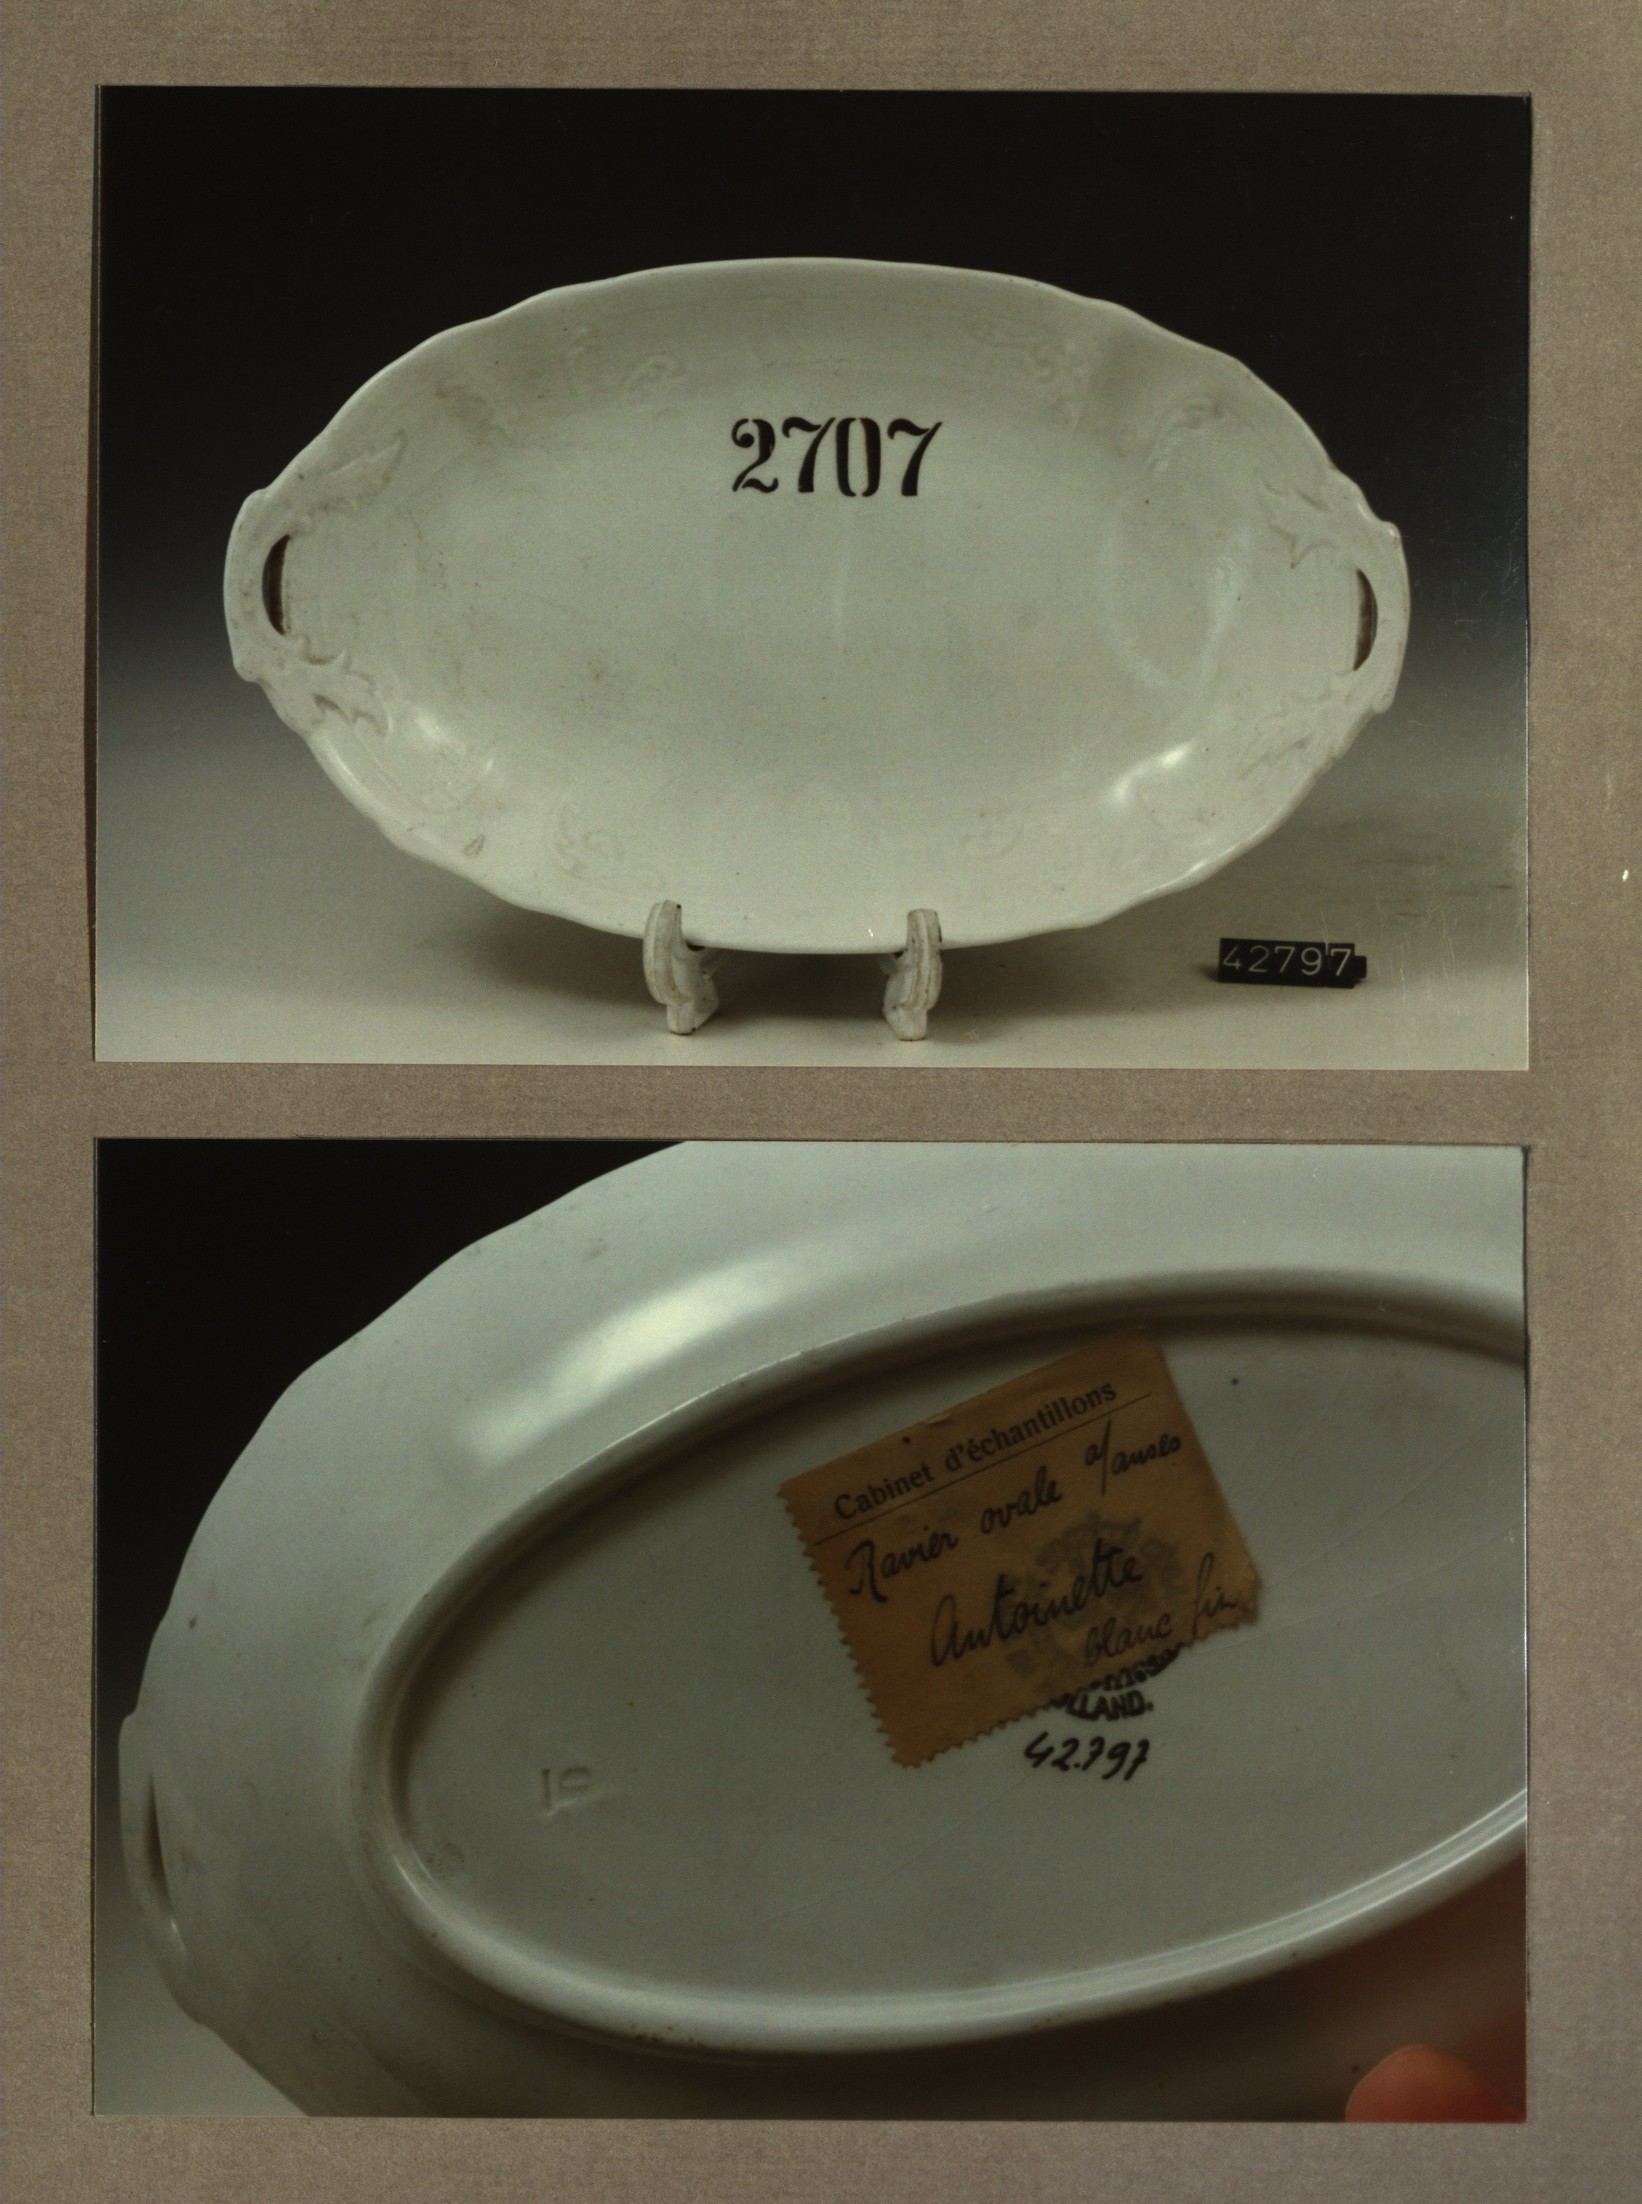 2707
42797
Cabinet d'échantillons
Ravier ovale a/anses
Antoinette
blanc fin
LLAND.
42.797